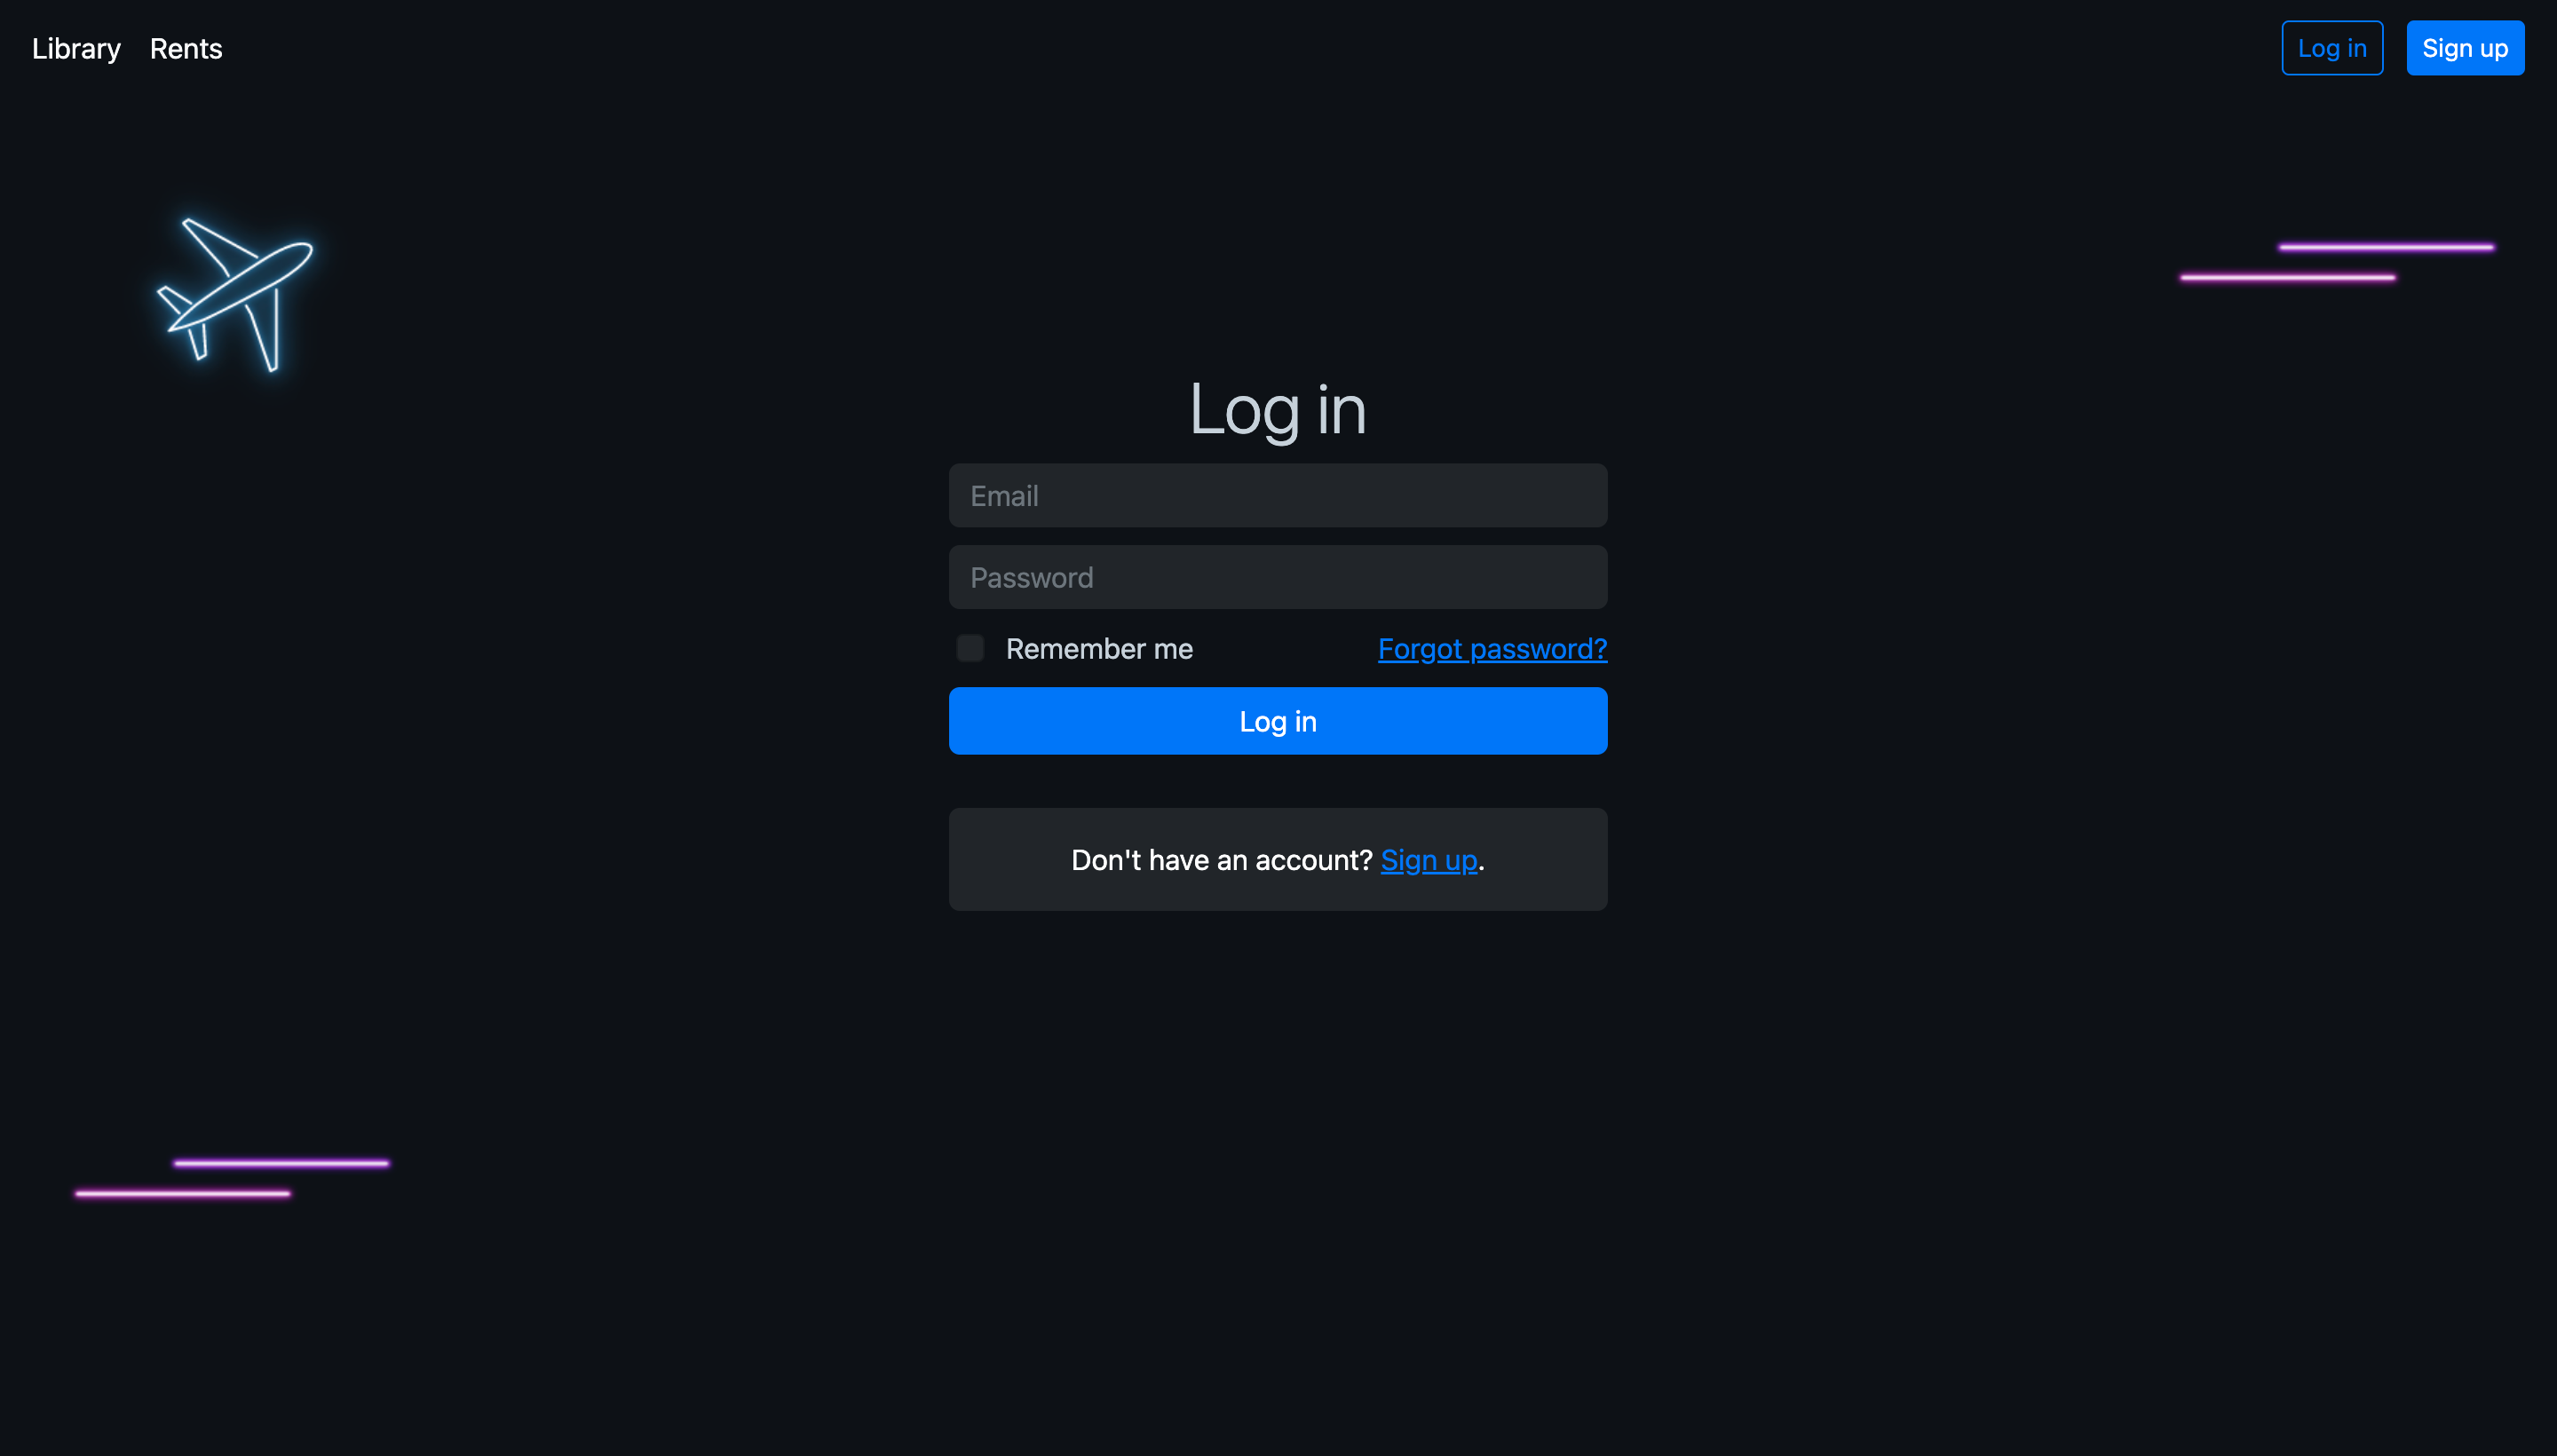 Library Rents Log in Sign up
Log in
Email
Password
Remember me Forgot password?
Log in
Don't have an account? Sign up.